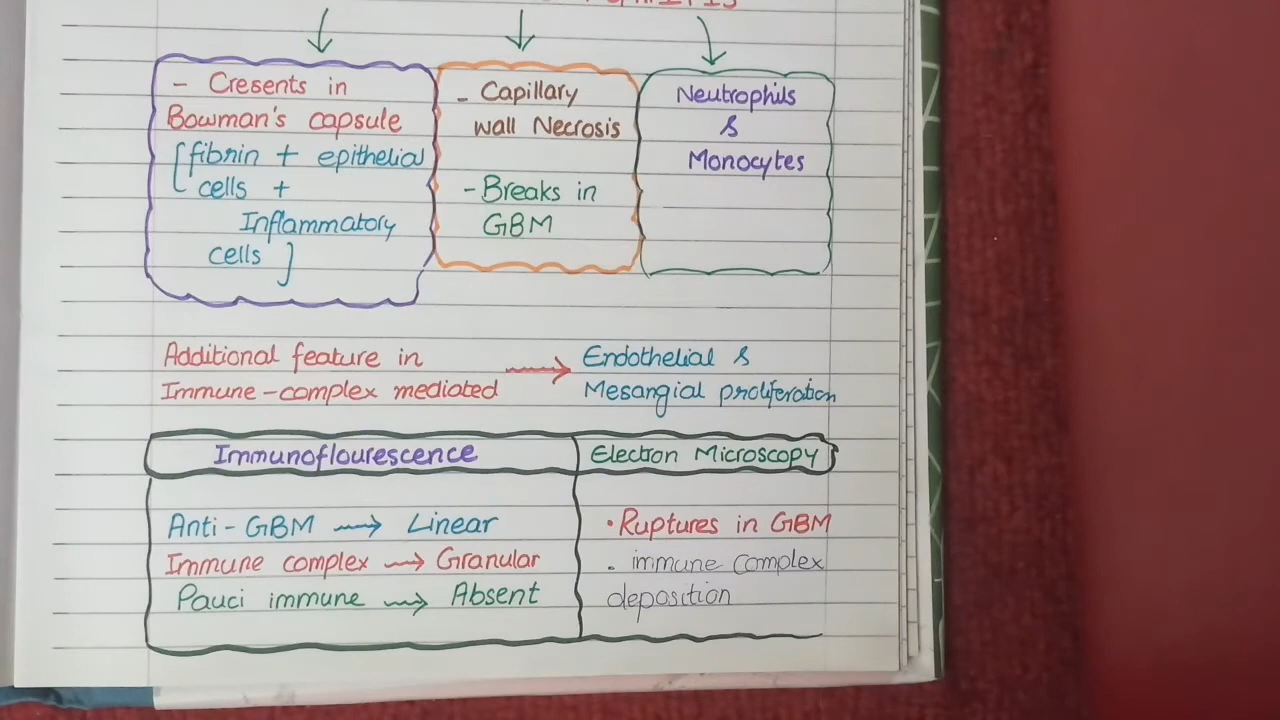 - Cresents in
Bowman's capsule
[fibrin + epithelial
cells +
Inflammatory
cells ]
- Capillary
wall Necrosis
- Breaks in
GBM
Neutrophils
&
Monocytes
Additional feature in
Immune-complex mediated → Endothelial &
Mesangial proliferation
Immunoflourescence
Anti-GBM → Linear
Immune complex → Granular
Pauci immune → Absent
Electron Microscopy
• Ruptures in GBM
. immune complex
deposition